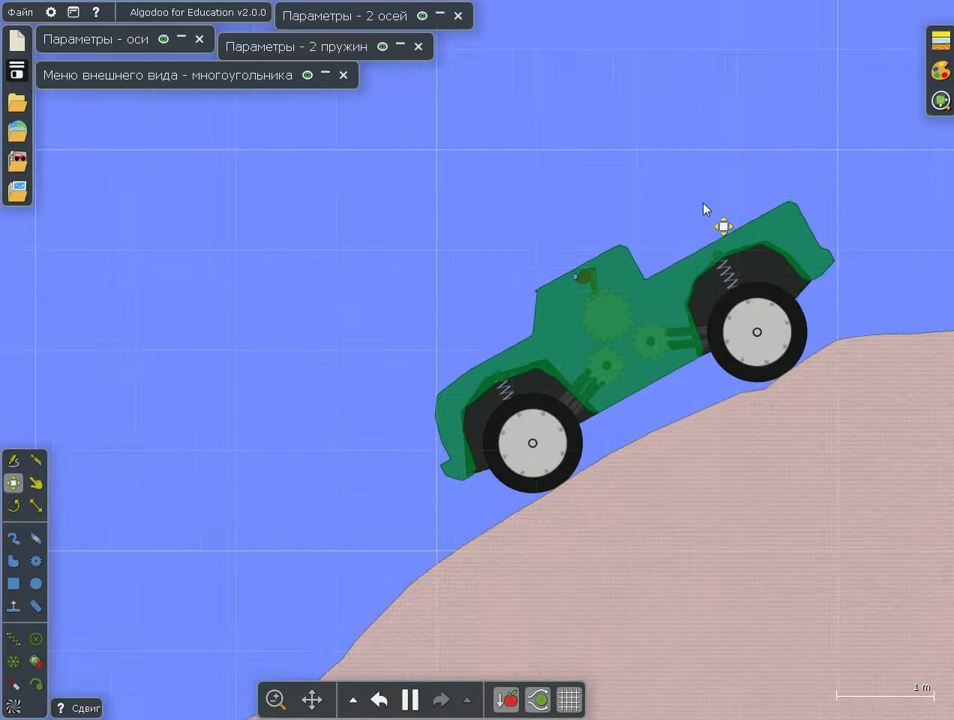 Файл
?
Algodoo for Education v2.0.0
Параметры - 2 осей
Параметры - оси
Параметры - 2 пружин
Меню внешнего вида - многоугольника
? Сдвиг
1 m